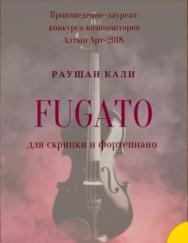 Произведение-лауреат
конкурса композиторов
Алтын Арт-2018
РАУШАН КАЛИ
FUGATO
для скрипки и фортепиано